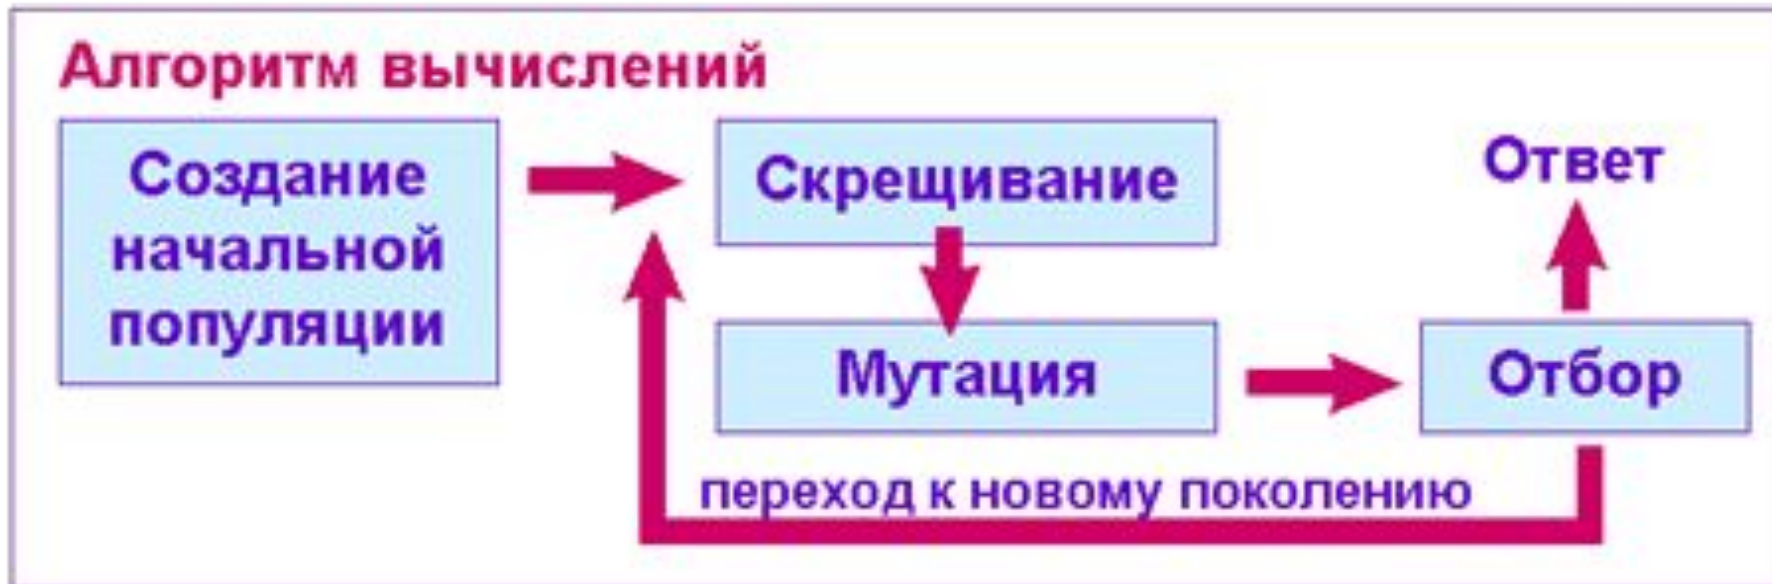 Алгоритм вычислений
Создание
начальной
популяции
Скрещивание
Мутация
Ответ
Отбор
переход к новому поколению